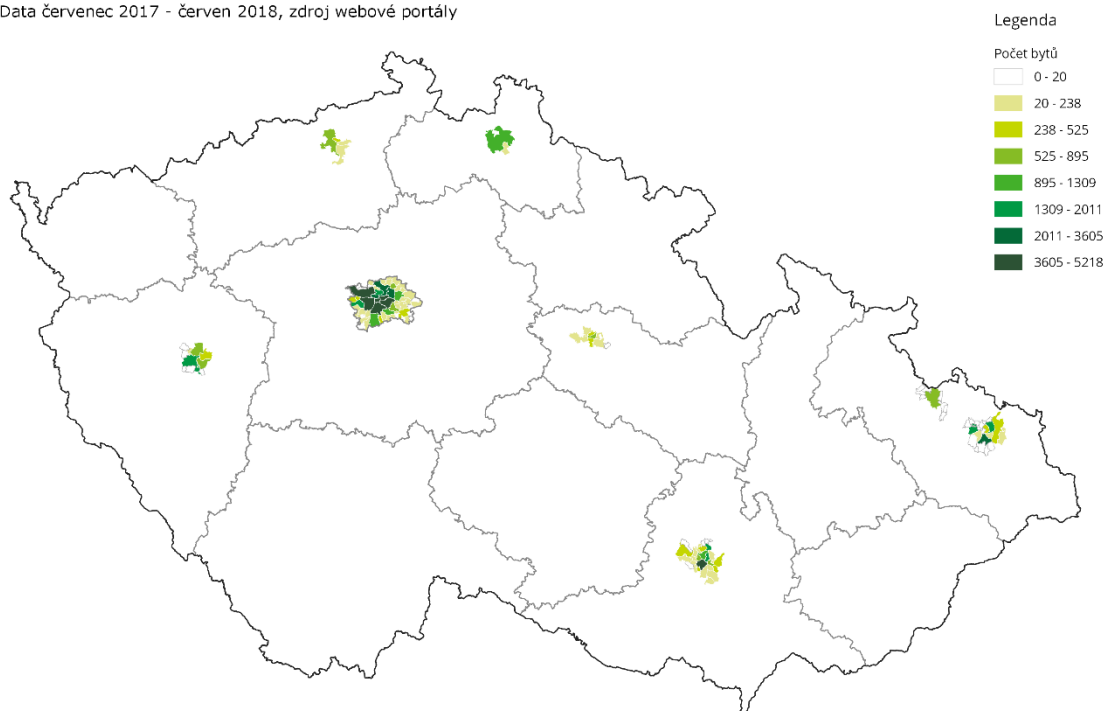 Data červenec 2017 - červen 2018, zdroj webové portály
Legenda
Počet bytů
0 - 20
20 - 238
238 - 525
525 - 895
895 - 1309
1309 - 2011
2011 - 3605
3605 - 5218